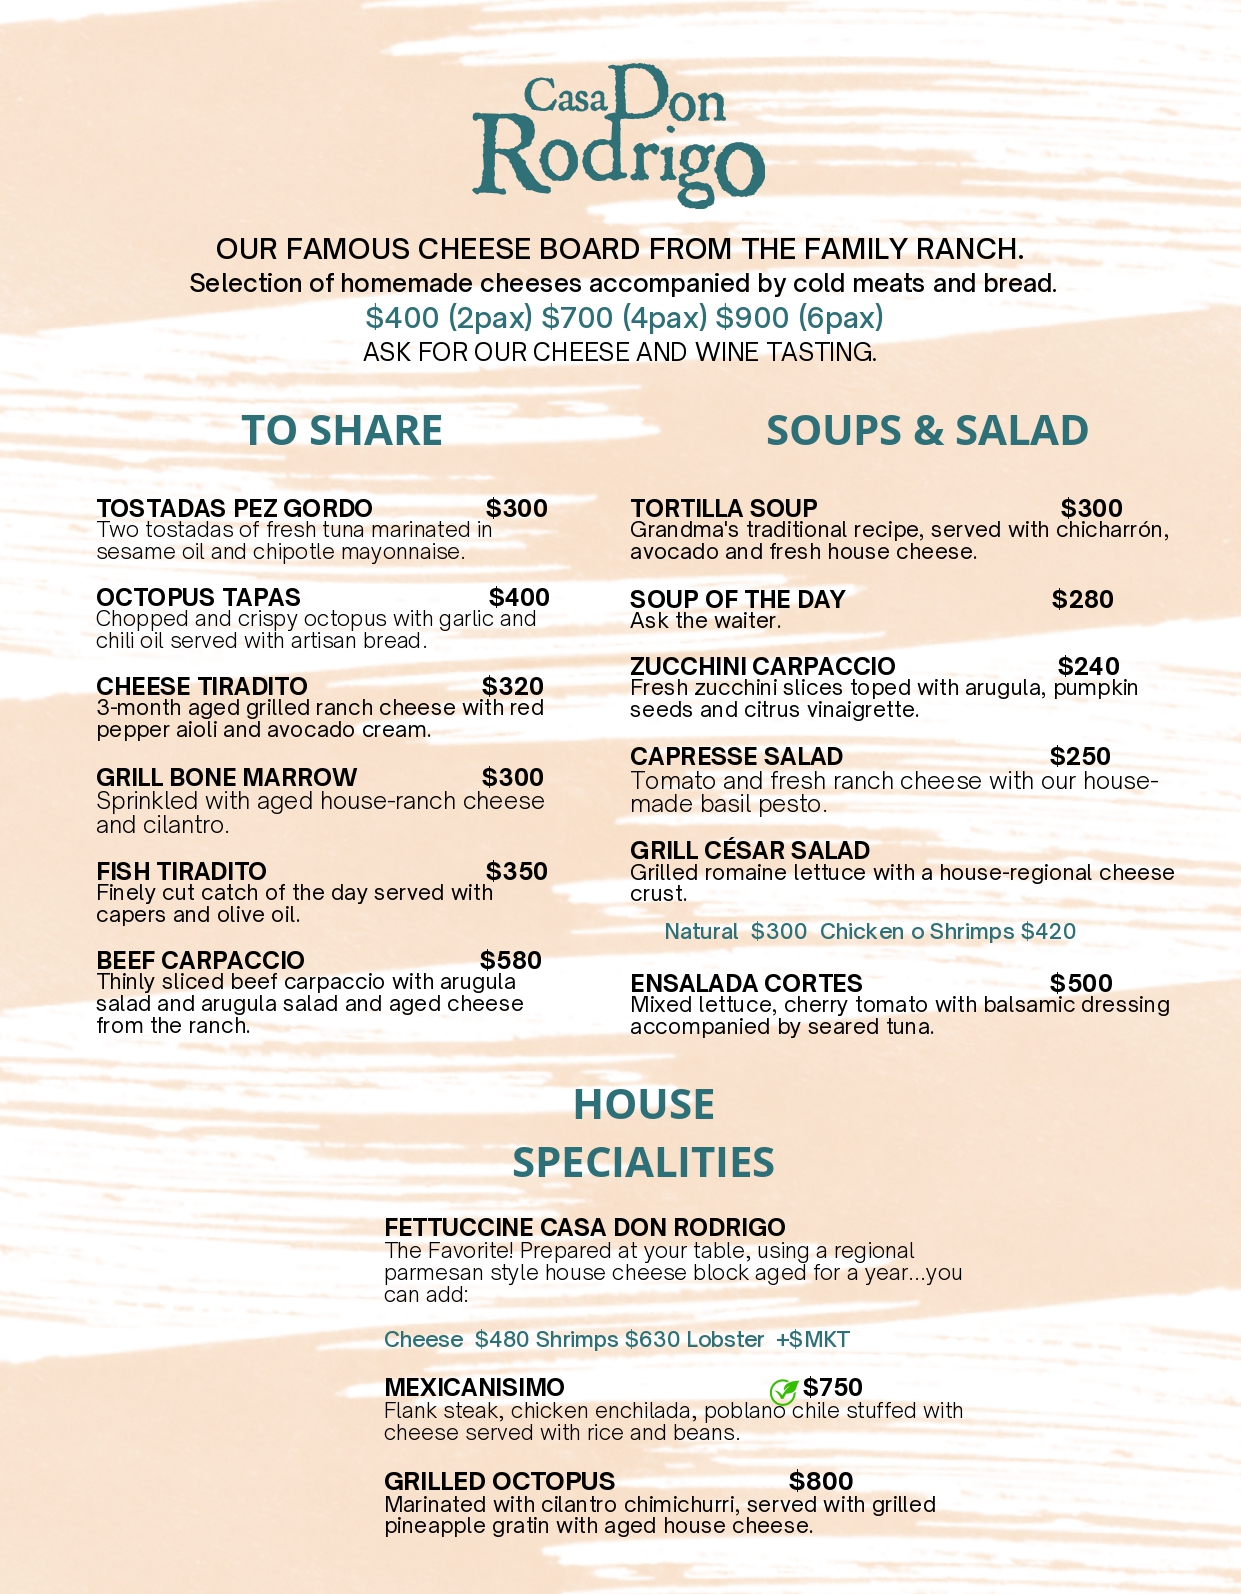 Casa Don
Rodrigo
OUR FAMOUS CHEESE BOARD FROM THE FAMILY RANCH.
Selection of homemade cheeses accompanied by cold meats and bread.
$400 (2pax) $700 (4pax) $900 (6pax)
ASK FOR OUR CHEESE AND WINE TASTING.
TO SHARE
TOSTADAS PEZ GORDO $300
Two tostadas of fresh tuna marinated in
sesame oil and chipotle mayonnaise.
OCTOPUS TAPAS $400
Chopped and crispy octopus with garlic and
chili oil served with artisan bread.
CHEESE TIRADITO $320
3-month aged grilled ranch cheese with red
pepper aioli and avocado cream.
GRILL BONE MARROW $300
Sprinkled with aged house-ranch cheese
and cilantro.
FISH TIRADITO $350
Finely cut catch of the day served with
capers and olive oil.
BEEF CARPACCIO $580
Thinly sliced beef carpaccio with arugula
salad and arugula salad and aged cheese
from the ranch.
SOUPS & SALAD
TORTILLA SOUP $300
Grandma's traditional recipe, served with chicharrón,
avocado and fresh house cheese.
SOUP OF THE DAY $280
Ask the waiter.
ZUCCHINI CARPACCIO $240
Fresh zucchini slices toped with arugula, pumpkin
seeds and citrus vinaigrette.
CAPRESSE SALAD $250
Tomato and fresh ranch cheese with our house-
made basil pesto.
GRILL CÉSAR SALAD
Grilled romaine lettuce with a house-regional cheese
crust.
Natural $300 Chicken o Shrimps $420
ENSALADA CORTES $500
Mixed lettuce, cherry tomato with balsamic dressing
accompanied by seared tuna.
HOUSE
SPECIALITIES
FETTUCCINE CASA DON RODRIGO
The Favorite! Prepared at your table, using a regional
parmesan style house cheese block aged for a year...you
can add:
Cheese $480 Shrimps $630 Lobster +$MKT
MEXICANISIMO $750
Flank steak, chicken enchilada, poblano chile stuffed with
cheese served with rice and beans.
GRILLED OCTOPUS $800
Marinated with cilantro chimichurri, served with grilled
pineapple gratin with aged house cheese.